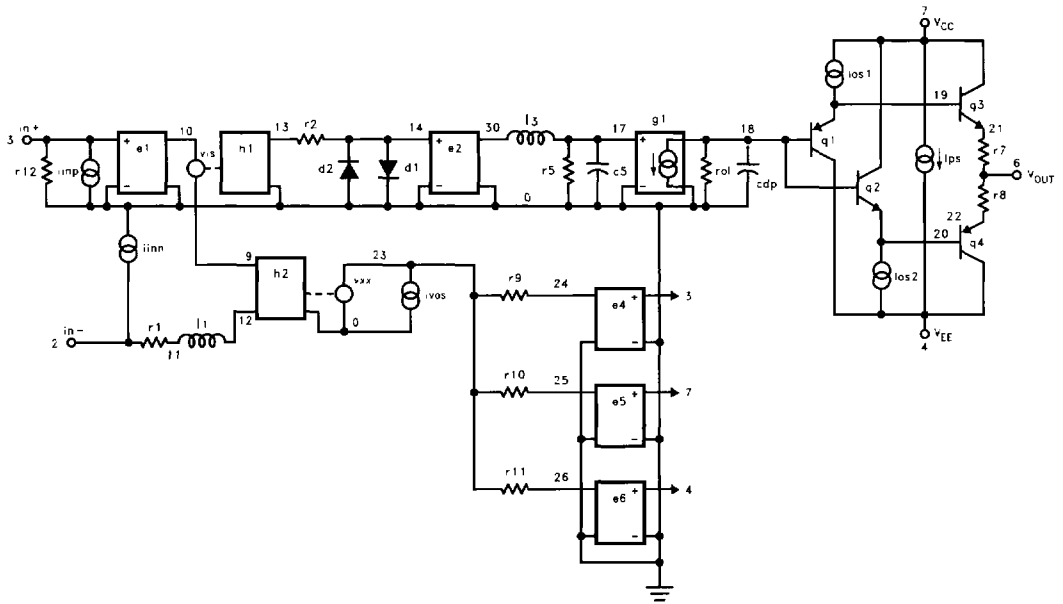 7
V_CC
Ios1
19
q3
in+
3
r12
iinp
e1
+
−
10
vis
h1
13
r2
d2
d1
14
+
e2
−
30
l3
r5
c5
17
g1
18
rol
cdp
q1
q2
Ips
21
r7
6
V_OUT
r8
0
22
20
q4
Ios2
V_EE
4
iinn
9
h2
12
23
vxx
ivos
0
r9
24
+
e4
−
3
in−
2
r1
11
l1
r10
25
+
e5
−
7
r11
26
+
e6
−
4